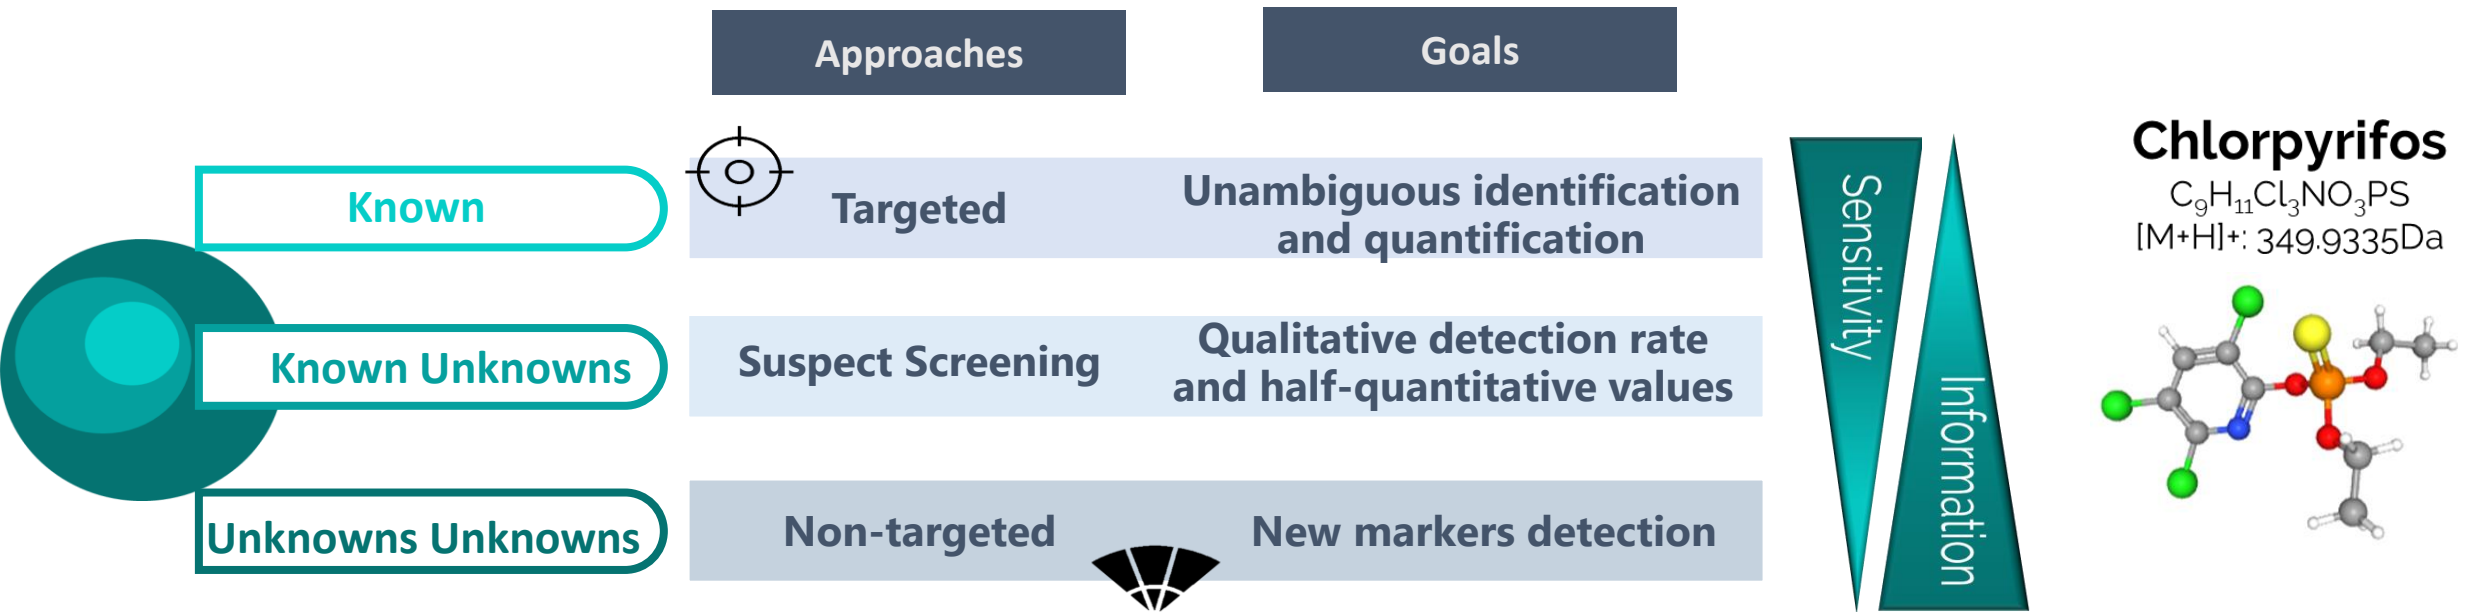 Approaches
Goals
Known
Targeted
Unambiguous identification
and quantification
Known Unknowns
Suspect Screening
Qualitative detection rate
and half-quantitative values
Unknowns Unknowns
Non-targeted
New markers detection
Sensitivity
Information
Chlorpyrifos
C₉H₁₁Cl₃NO₃PS
[M+H]+: 349.9335Da